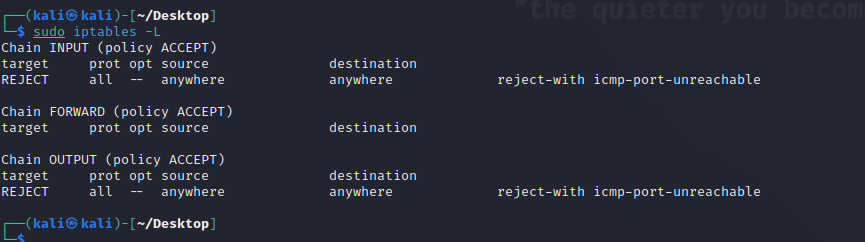 "the quieter you becom
┌──(kali㉿kali)-[~/Desktop]
└─$ sudo iptables -L
Chain INPUT (policy ACCEPT)
target     prot opt source               destination
REJECT     all  --  anywhere             anywhere             reject-with icmp-port-unreachable
Chain FORWARD (policy ACCEPT)
target     prot opt source               destination
Chain OUTPUT (policy ACCEPT)
target     prot opt source               destination
REJECT     all  --  anywhere             anywhere             reject-with icmp-port-unreachable
┌──(kali㉿kali)-[~/Desktop]
└─$